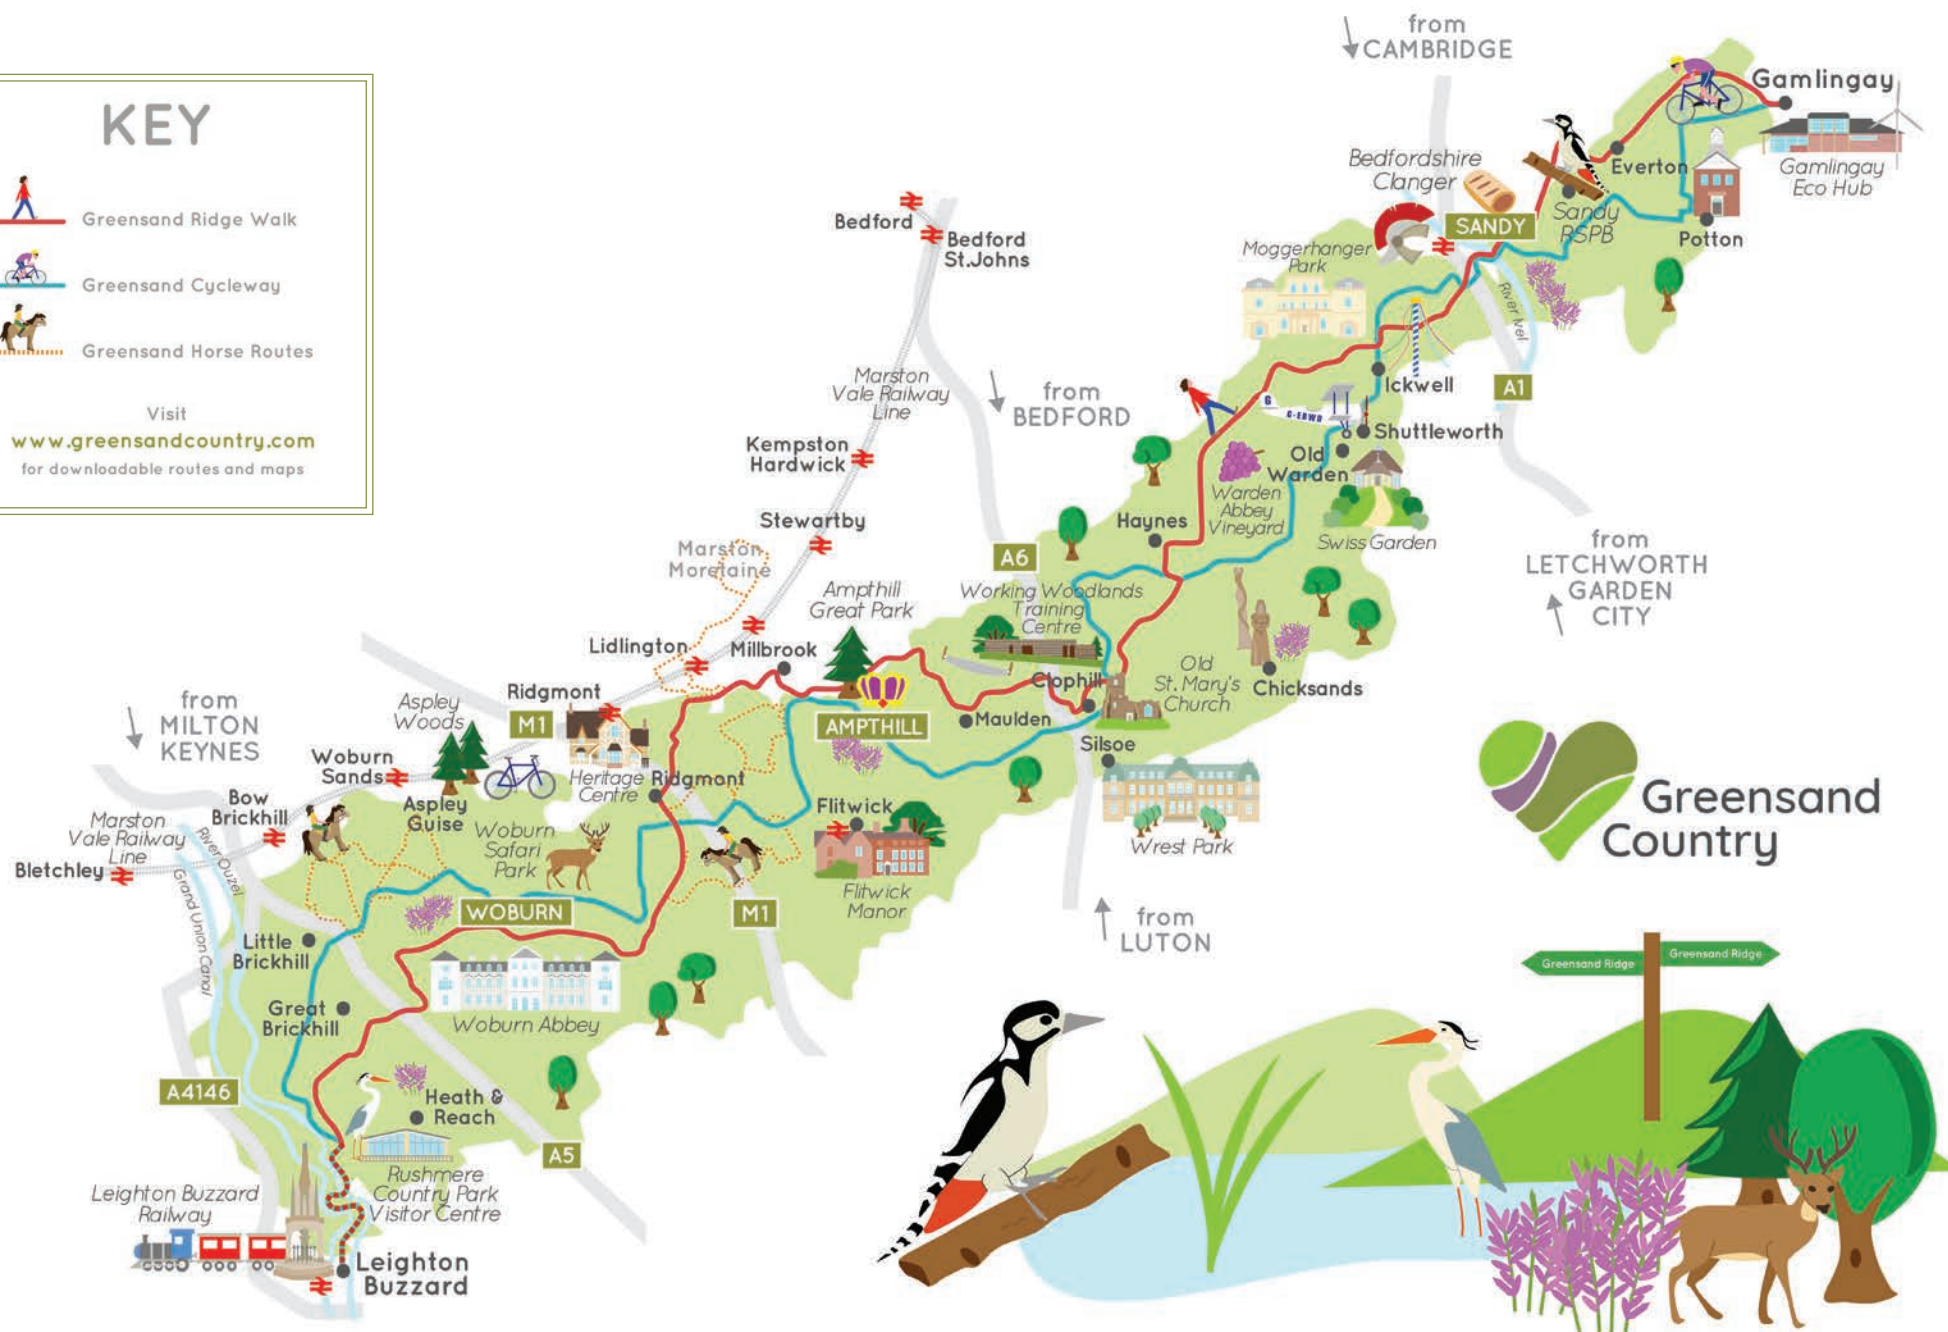 KEY
Greensand Ridge Walk
Greensand Cycleway
Greensand Horse Routes
Visit
www.greensandcountry.com
for downloadable routes and maps
from
CAMBRIDGE
Gamlingay
Gamlingay
Eco Hub
Everton
Potton
Sandy
RSPB
Bedfordshire
Clanger
SANDY
Moggerhanger
Park
River Ivel
A1
Ickwell
Shuttleworth
Old
Warden
G
G-EBWD
Swiss Garden
Warden
Abbey
Vineyard
Haynes
from
LETCHWORTH
GARDEN
CITY
Bedford
Bedford
St.Johns
Marston
Vale Railway
Line
from
BEDFORD
Kempston
Hardwick
Stewartby
Marston
Moretaine
A6
Ampthill
Great Park
Working Woodlands
Training
Centre
Lidlington
Millbrook
Clophill
Old
St. Mary's
Church
Chicksands
Maulden
AMPTHILL
Silsoe
Wrest Park
from
LUTON
Ridgmont
M1
Aspley
Woods
Heritage
Centre
Ridgmont
from
MILTON
KEYNES
Woburn
Sands
Aspley
Guise
Bow
Brickhill
Marston
Vale Railway
Line
Bletchley
River Ouzel
Grand Union Canal
Woburn
Safari
Park
Flitwick
Flitwick
Manor
WOBURN
M1
Little
Brickhill
Great
Brickhill
Woburn Abbey
A4146
Heath &
Reach
A5
Rushmere
Country Park
Visitor Centre
Leighton Buzzard
Railway
Leighton
Buzzard
Greensand
Country
Greensand Ridge
Greensand Ridge